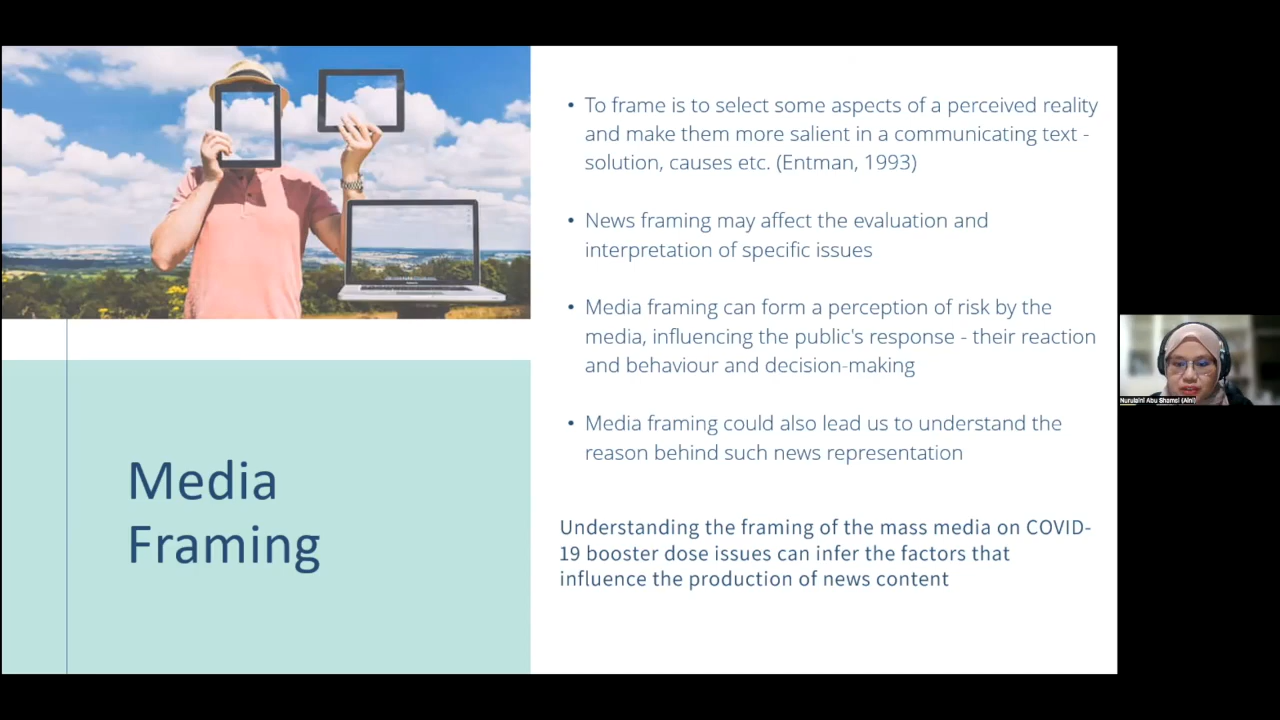 • To frame is to select some aspects of a perceived reality
and make them more salient in a communicating text -
solution, causes etc. (Entman, 1993)
• News framing may affect the evaluation and
interpretation of specific issues
• Media framing can form a perception of risk by the
media, influencing the public's response - their reaction
and behaviour and decision-making
• Media framing could also lead us to understand the
reason behind such news representation
Understanding the framing of the mass media on COVID-
19 booster dose issues can infer the factors that
influence the production of news content
Media
Framing
Nurulaini Abu Shamsi (Aini)